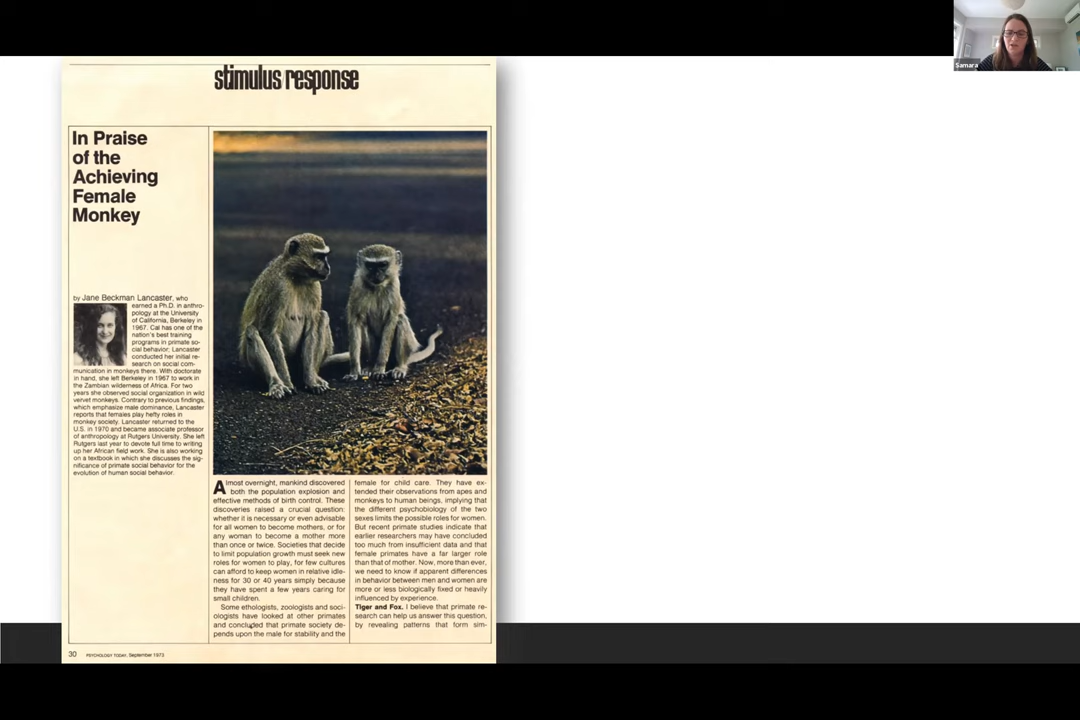 Samara
stimulus response
In Praise
of the
Achieving
Female
Monkey
by Jane Beckman Lancaster, who
earned a Ph.D. in anthro-
pology at the University
of California, Berkeley in
1967. Cal has one of the
nation's best training
programs in primate so-
cial behavior; Lancaster
conducted her initial re-
search on social com-
munication in monkeys there. With doctorate
in hand, she left Berkeley in 1967 to work in
the Zambian wilderness of Africa. For two
years she observed social organization in wild
vervet monkeys. Contrary to previous findings,
which emphasize male dominance, Lancaster
reports that females play hefty roles in
monkey society. Lancaster returned to the
U.S. in 1970 and became associate professor
of anthropology at Rutgers University. She left
Rutgers last year to devote full time to writing
up her African field work. She is also working
on a textbook in which she discusses the sig-
nificance of primate social behavior for the
evolution of human social behavior.
Almost overnight, mankind discovered
both the population explosion and
effective methods of birth control. These
discoveries raised a crucial question:
whether it is necessary or even advisable
for all women to become mothers, or for
any woman to become a mother more
than once or twice. Societies that decide
to limit population growth must seek new
roles for women to play, for few cultures
can afford to keep women in relative idle-
ness for 30 or 40 years simply because
they have spent a few years caring for
small children.
Some ethologists, zoologists and soci-
ologists have looked at other primates
and concluded that primate society de-
pends upon the male for stability and the
female for child care. They have ex-
tended their observations from apes and
monkeys to human beings, implying that
the different psychobiology of the two
sexes limits the possible roles for women.
But recent primate studies indicate that
earlier researchers may have concluded
too much from insufficient data and that
female primates have a far larger role
than that of mother. Now, more than ever,
we need to know if apparent differences
in behavior between men and women are
more or less biologically fixed or heavily
influenced by experience.
Tiger and Fox. I believe that primate re-
search can help us answer this question,
by revealing patterns that form sim-
30 PSYCHOLOGY TODAY, September 1973